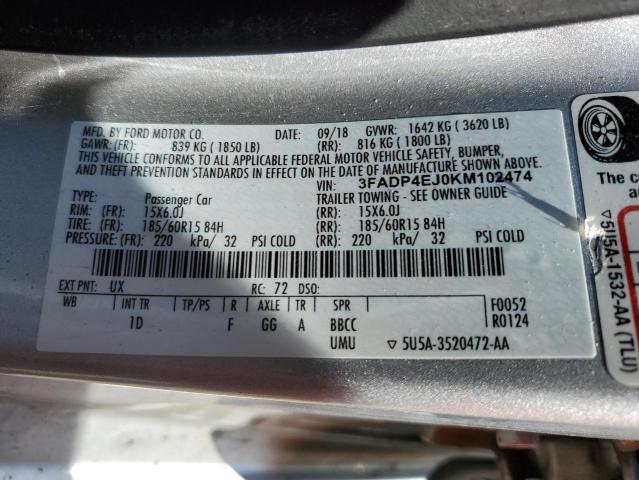 MFD. BY FORD MOTOR CO. DATE: 09/18 GVWR: 1642 KG ( 3620 LB)
GAWR: (FR): 839 KG ( 1850 LB) (RR): 816 KG ( 1800 LB)
THIS VEHICLE CONFORMS TO ALL APPLICABLE FEDERAL MOTOR VEHICLE SAFETY, BUMPER,
AND THEFT PREVENTION STANDARDS IN EFFECT ON THE DATE OF MANUFACTURE SHOWN ABOVE.
VIN: 3FADP4EJ0KM102474
TYPE: Passenger Car TRAILER TOWING - SEE OWNER GUIDE
RIM: (FR): 15X6.0J (RR): 15X6.0J
TIRE: (FR): 185/60R15 84H (RR): 185/60R15 84H
PRESSURE: (FR): 220 kPa/ 32 PSI COLD (RR): 220 kPa/ 32 PSI COLD
EXT PNT: UX RC: 72 DSO:
WB INT TR TP/PS R AXLE TR SPR F0052
1D F GG A BBCC R0124
UMU ▽ 5U5A-3520472-AA
The co
an
▽ 5U5A-1532-AA (TLU)